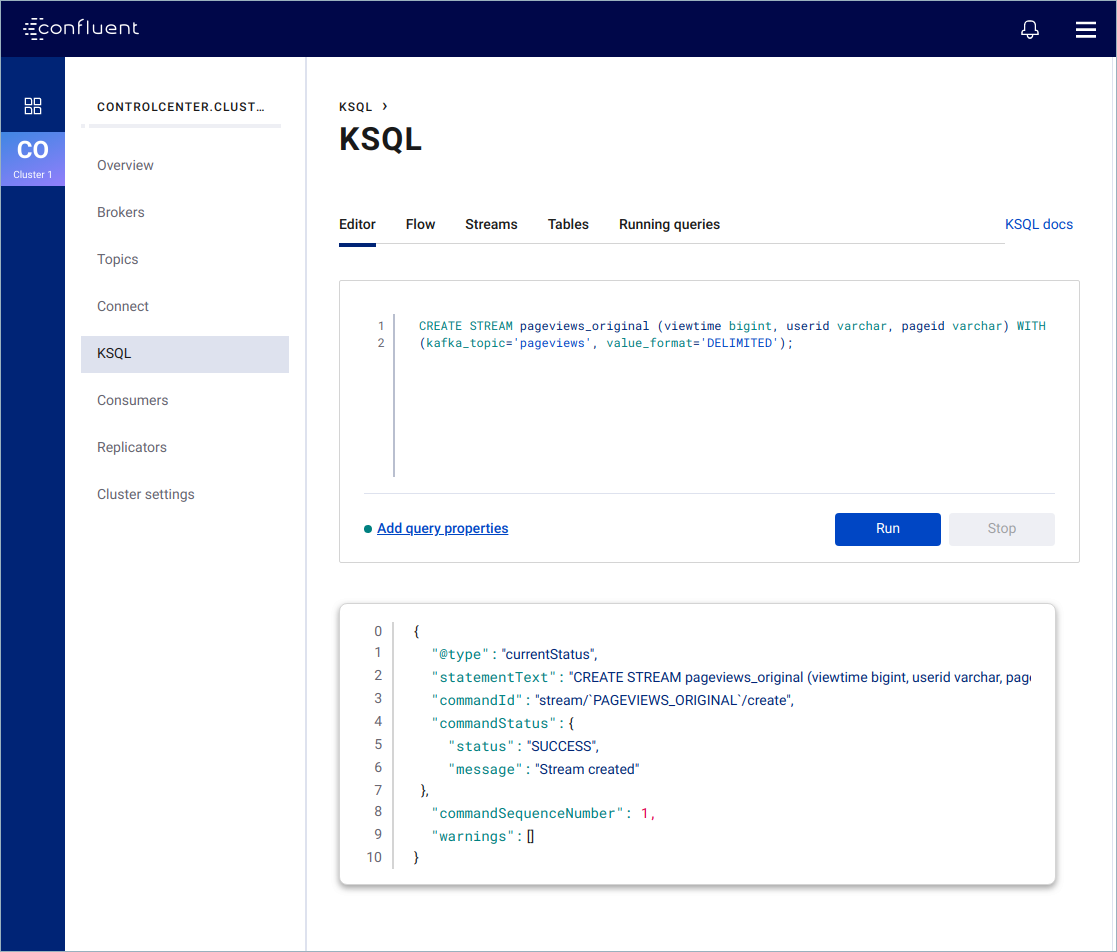 confluent
CO
Cluster 1
CONTROLCENTER.CLUST...
Overview
Brokers
Topics
Connect
KSQL
Consumers
Replicators
Cluster settings
KSQL >
KSQL
Editor Flow Streams Tables Running queries KSQL docs
1 CREATE STREAM pageviews_original (viewtime bigint, userid varchar, pageid varchar) WITH
2 (kafka_topic='pageviews', value_format='DELIMITED');
Add query properties Run Stop
0 {
1 "@type": "currentStatus",
2 "statementText": "CREATE STREAM pageviews_original (viewtime bigint, userid varchar, page
3 "commandId": "stream/`PAGEVIEWS_ORIGINAL`/create",
4 "commandStatus": {
5 "status": "SUCCESS",
6 "message": "Stream created"
7 },
8 "commandSequenceNumber": 1,
9 "warnings": []
10 }